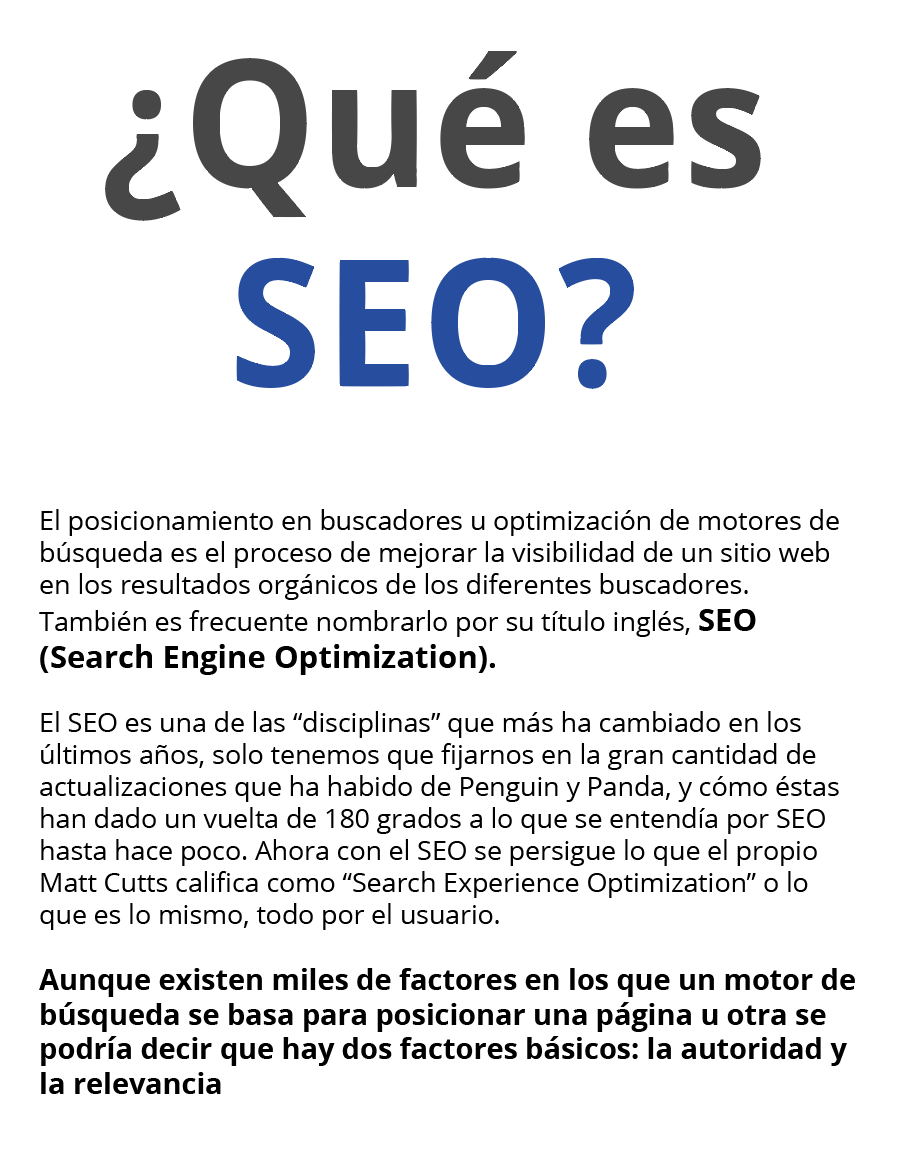 ¿Qué es
SEO?
El posicionamiento en buscadores u optimización de motores de
búsqueda es el proceso de mejorar la visibilidad de un sitio web
en los resultados orgánicos de los diferentes buscadores.
También es frecuente nombrarlo por su título inglés, SEO
(Search Engine Optimization).
El SEO es una de las “disciplinas” que más ha cambiado en los
últimos años, solo tenemos que fijarnos en la gran cantidad de
actualizaciones que ha habido de Penguin y Panda, y cómo éstas
han dado un vuelta de 180 grados a lo que se entendía por SEO
hasta hace poco. Ahora con el SEO se persigue lo que el propio
Matt Cutts califica como “Search Experience Optimization” o lo
que es lo mismo, todo por el usuario.
Aunque existen miles de factores en los que un motor de
búsqueda se basa para posicionar una página u otra se
podría decir que hay dos factores básicos: la autoridad y
la relevancia